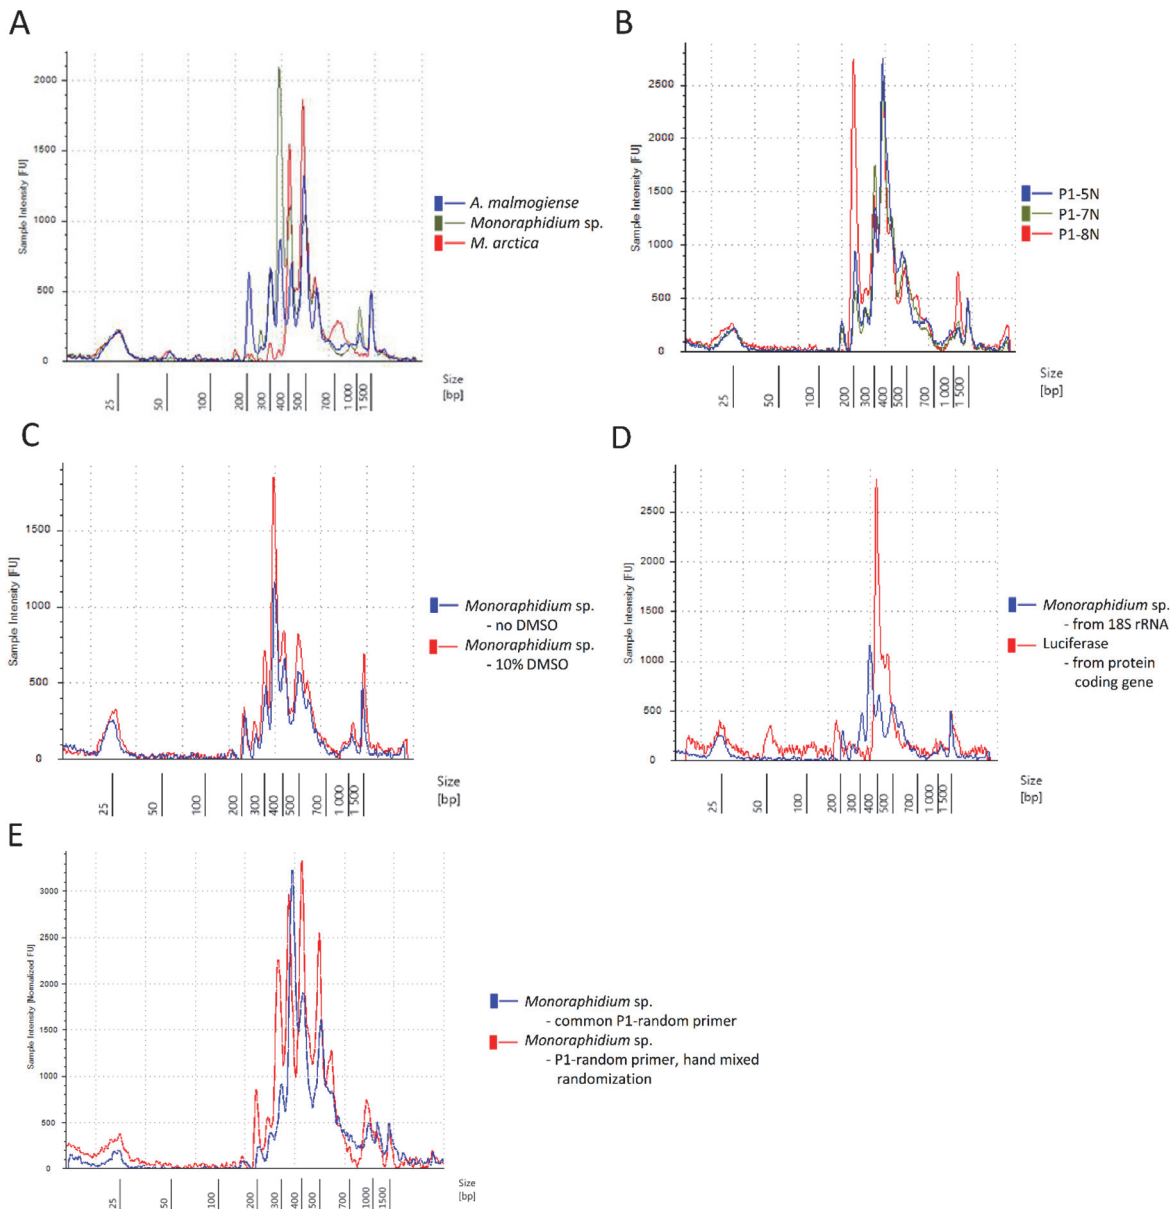 A
Sample Intensity [FU]
2000
1500
1000
500
0
25
50
100
200
300
400
500
700
1 000
1 500
Size
[bp]
A. malmogiense
Monoraphidium sp.
M. arctica
B
Sample Intensity [FU]
2500
2000
1500
1000
500
0
25
50
100
200
300
400
500
700
1 000
1 500
Size
[bp]
P1-5N
P1-7N
P1-8N
C
Sample Intensity [FU]
1500
1000
500
0
25
50
100
200
300
400
500
700
1 000
1 500
Size
[bp]
Monoraphidium sp.
- no DMSO
Monoraphidium sp.
- 10% DMSO
D
Sample Intensity [FU]
2500
2000
1500
1000
500
0
25
50
100
200
300
400
500
700
1 000
1 500
Size
[bp]
Monoraphidium sp.
- from 18S rRNA
Luciferase
- from protein
coding gene
E
Sample Intensity [Normalized FU]
3000
2500
2000
1500
1000
500
0
25
50
100
200
300
400
500
700
1000
1500
Size
[bp]
Monoraphidium sp.
- common P1-random primer
Monoraphidium sp.
- P1-random primer, hand mixed
randomization